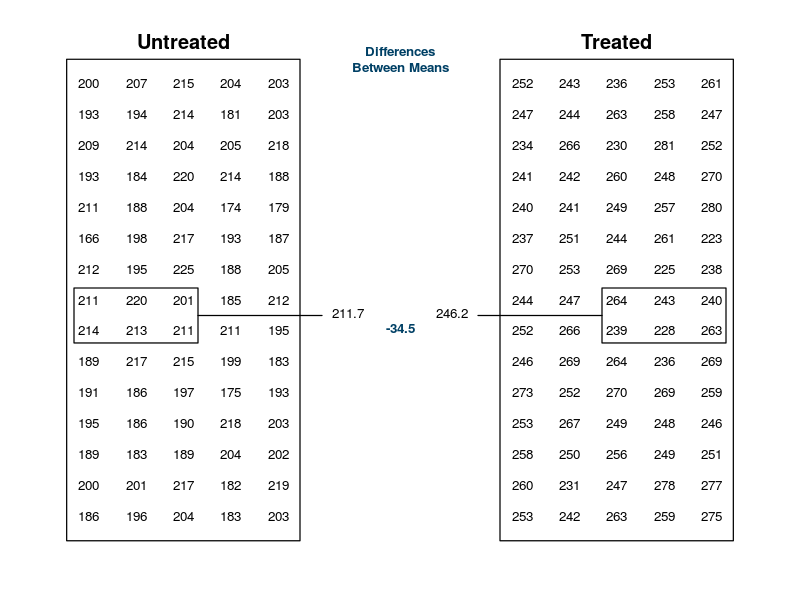 Untreated
Differences
Between Means
Treated
200 207 215 204 203
193 194 214 181 203
209 214 204 205 218
193 184 220 214 188
211 188 204 174 179
166 198 217 193 187
212 195 225 188 205
211 220 201 185 212
214 213 211 211 195
189 217 215 199 183
191 186 197 175 193
195 186 190 218 203
189 183 189 204 202
200 201 217 182 219
186 196 204 183 203
211.7
-34.5
246.2
252 243 236 253 261
247 244 263 258 247
234 266 230 281 252
241 242 260 248 270
240 241 249 257 280
237 251 244 261 223
270 253 269 225 238
244 247 264 243 240
252 266 239 228 263
246 269 264 236 269
273 252 270 269 259
253 267 249 248 246
258 250 256 249 251
260 231 247 278 277
253 242 263 259 275